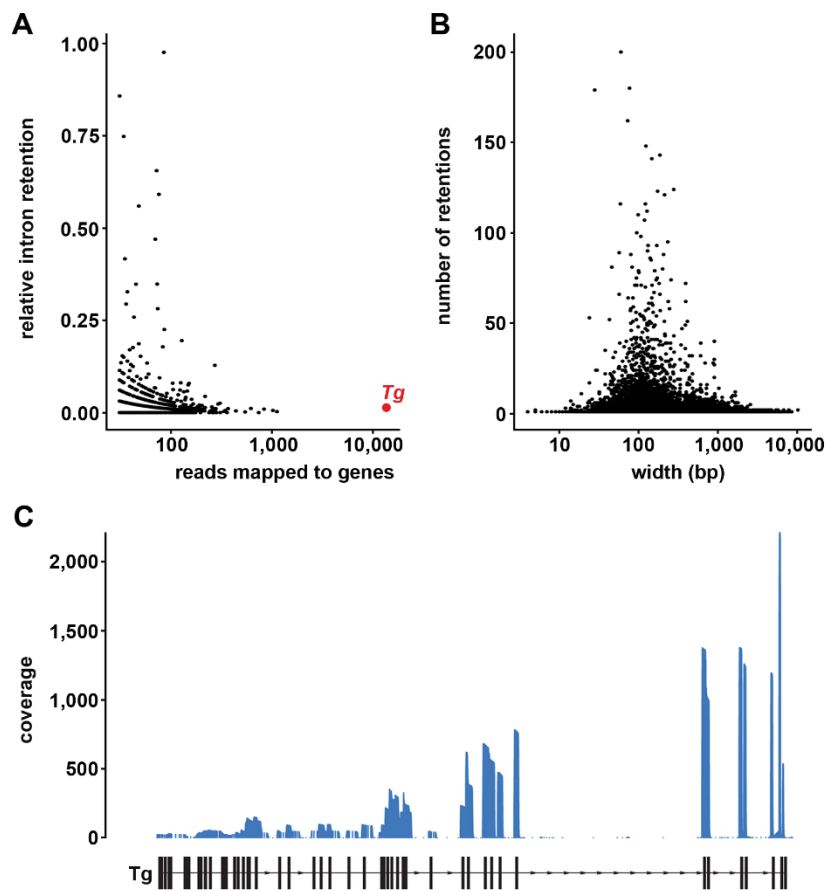 A
relative intron retention
1.00
0.75
0.50
0.25
0.00
Tg
100 1,000 10,000
reads mapped to genes
B
number of retentions
200
150
100
50
0
10 100 1,000 10,000
width (bp)
C
coverage
2,000
1,500
1,000
500
0
Tg